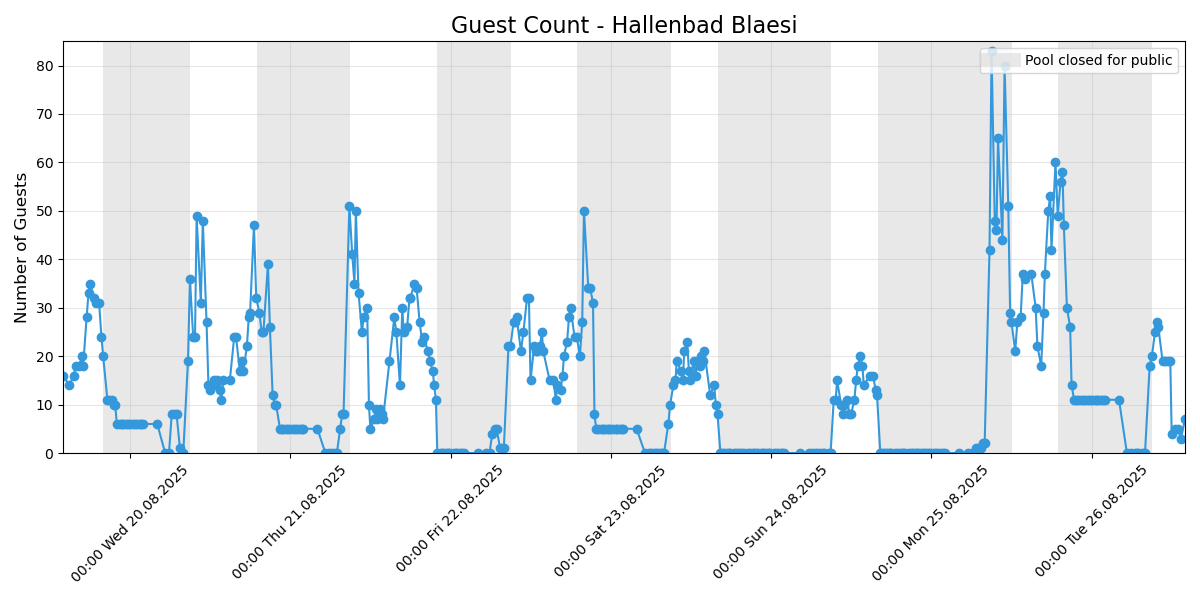 Guest Count - Hallenbad Blaesi
Pool closed for public
Number of Guests
80
70
60
50
40
30
20
10
0
00:00 Wed 20.08.2025
00:00 Thu 21.08.2025
00:00 Fri 22.08.2025
00:00 Sat 23.08.2025
00:00 Sun 24.08.2025
00:00 Mon 25.08.2025
00:00 Tue 26.08.2025